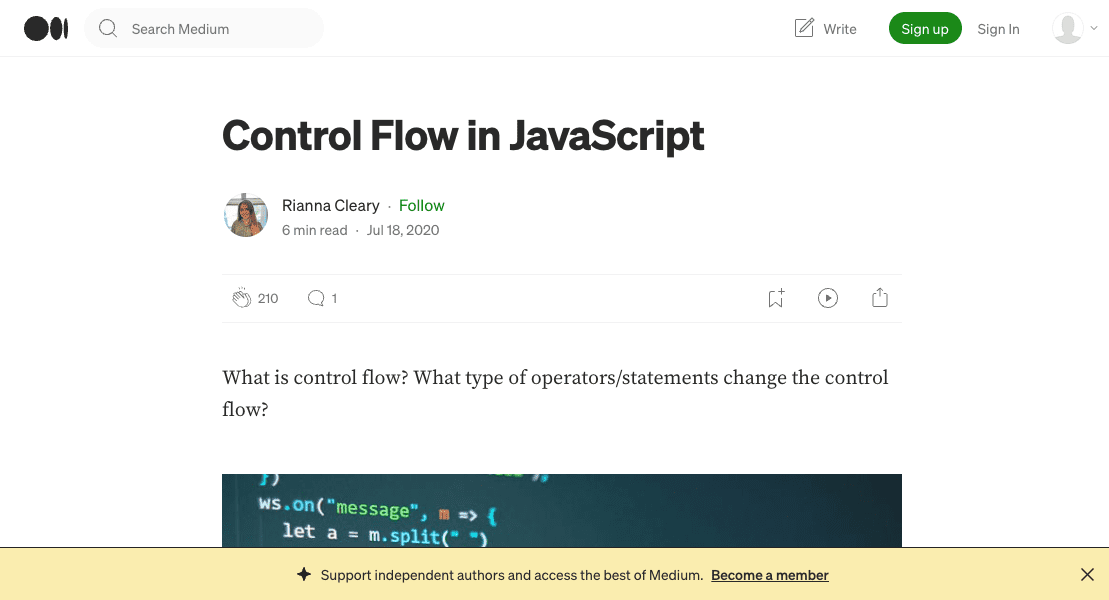 Search Medium
Write
Sign up
Sign In
Control Flow in JavaScript
Rianna Cleary · Follow
6 min read · Jul 18, 2020
210
1
What is control flow? What type of operators/statements change the control
flow?
})
ws.on("message", m => {
let a = m.split(" ")
Support independent authors and access the best of Medium. Become a member